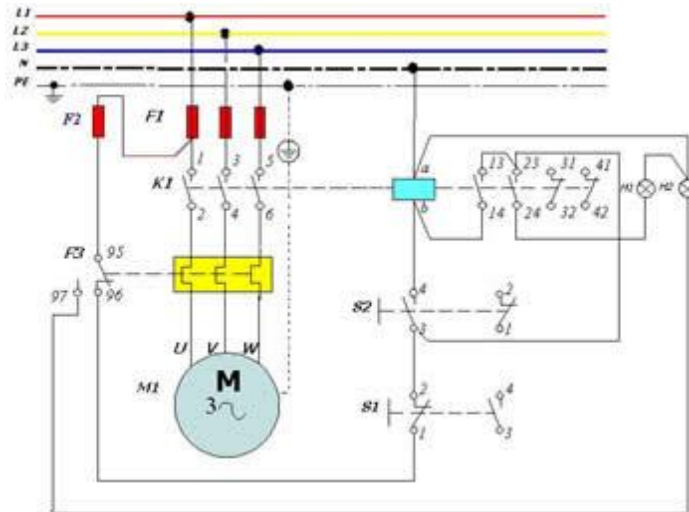 L1
L2
L3
N
PE
F2
F1
1 3 5
K1
2 4 6
a
13 23 31 41
14 24 32 42
H1 H2
F3
95
97 96
U V W
M1
M
3
S2
4 2
3 1
S1
2 4
1 3